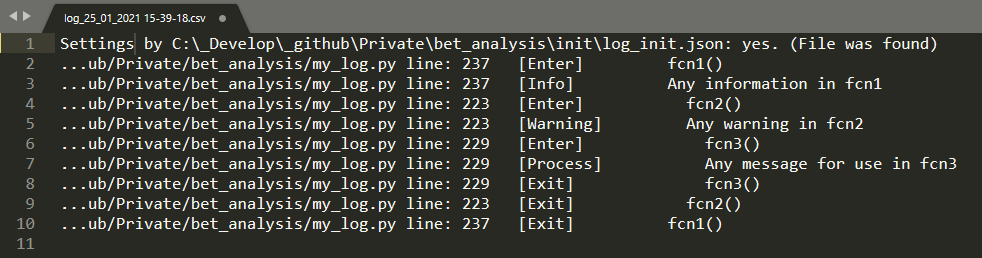 log_25_01_2021 15-39-18.csv
1 Settings by C:\_Develop\_github\Private\bet_analysis\init\log_init.json: yes. (File was found)
2 ...ub/Private/bet_analysis/my_log.py line: 237 [Enter] fcn1()
3 ...ub/Private/bet_analysis/my_log.py line: 237 [Info] Any information in fcn1
4 ...ub/Private/bet_analysis/my_log.py line: 223 [Enter] fcn2()
5 ...ub/Private/bet_analysis/my_log.py line: 223 [Warning] Any warning in fcn2
6 ...ub/Private/bet_analysis/my_log.py line: 229 [Enter] fcn3()
7 ...ub/Private/bet_analysis/my_log.py line: 229 [Process] Any message for use in fcn3
8 ...ub/Private/bet_analysis/my_log.py line: 229 [Exit] fcn3()
9 ...ub/Private/bet_analysis/my_log.py line: 223 [Exit] fcn2()
10 ...ub/Private/bet_analysis/my_log.py line: 237 [Exit] fcn1()
11